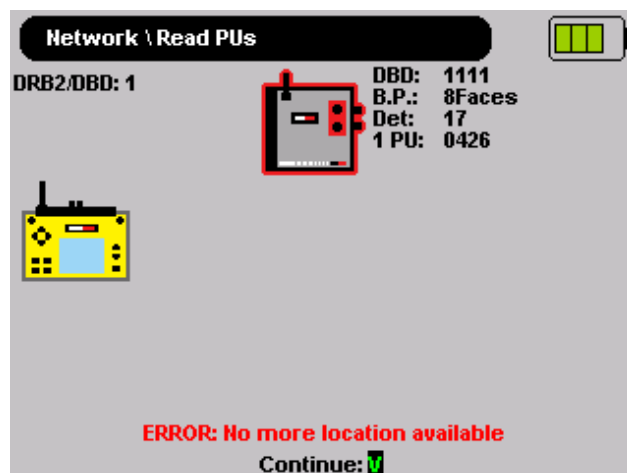 Network \ Read PUs
DRB2/DBD: 1
DBD: 1111
B.P.: 8Faces
Det: 17
1 PU: 0426
ERROR: No more location available
Continue: V